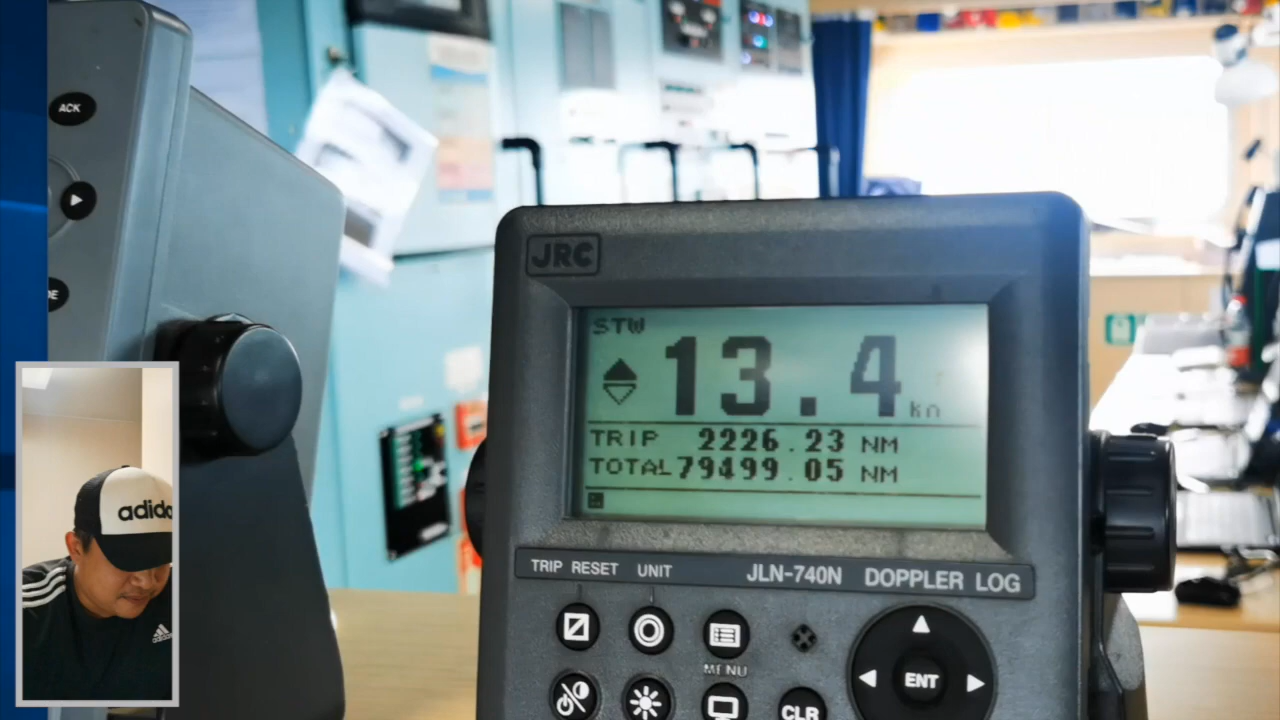 ACK
JRC
STW
13.4 kn
TRIP 2226.23 NM
TOTAL 79499.05 NM
TRIP RESET UNIT JLN-740N DOPPLER LOG
MENU
ENT
CLR
adidas
adidas